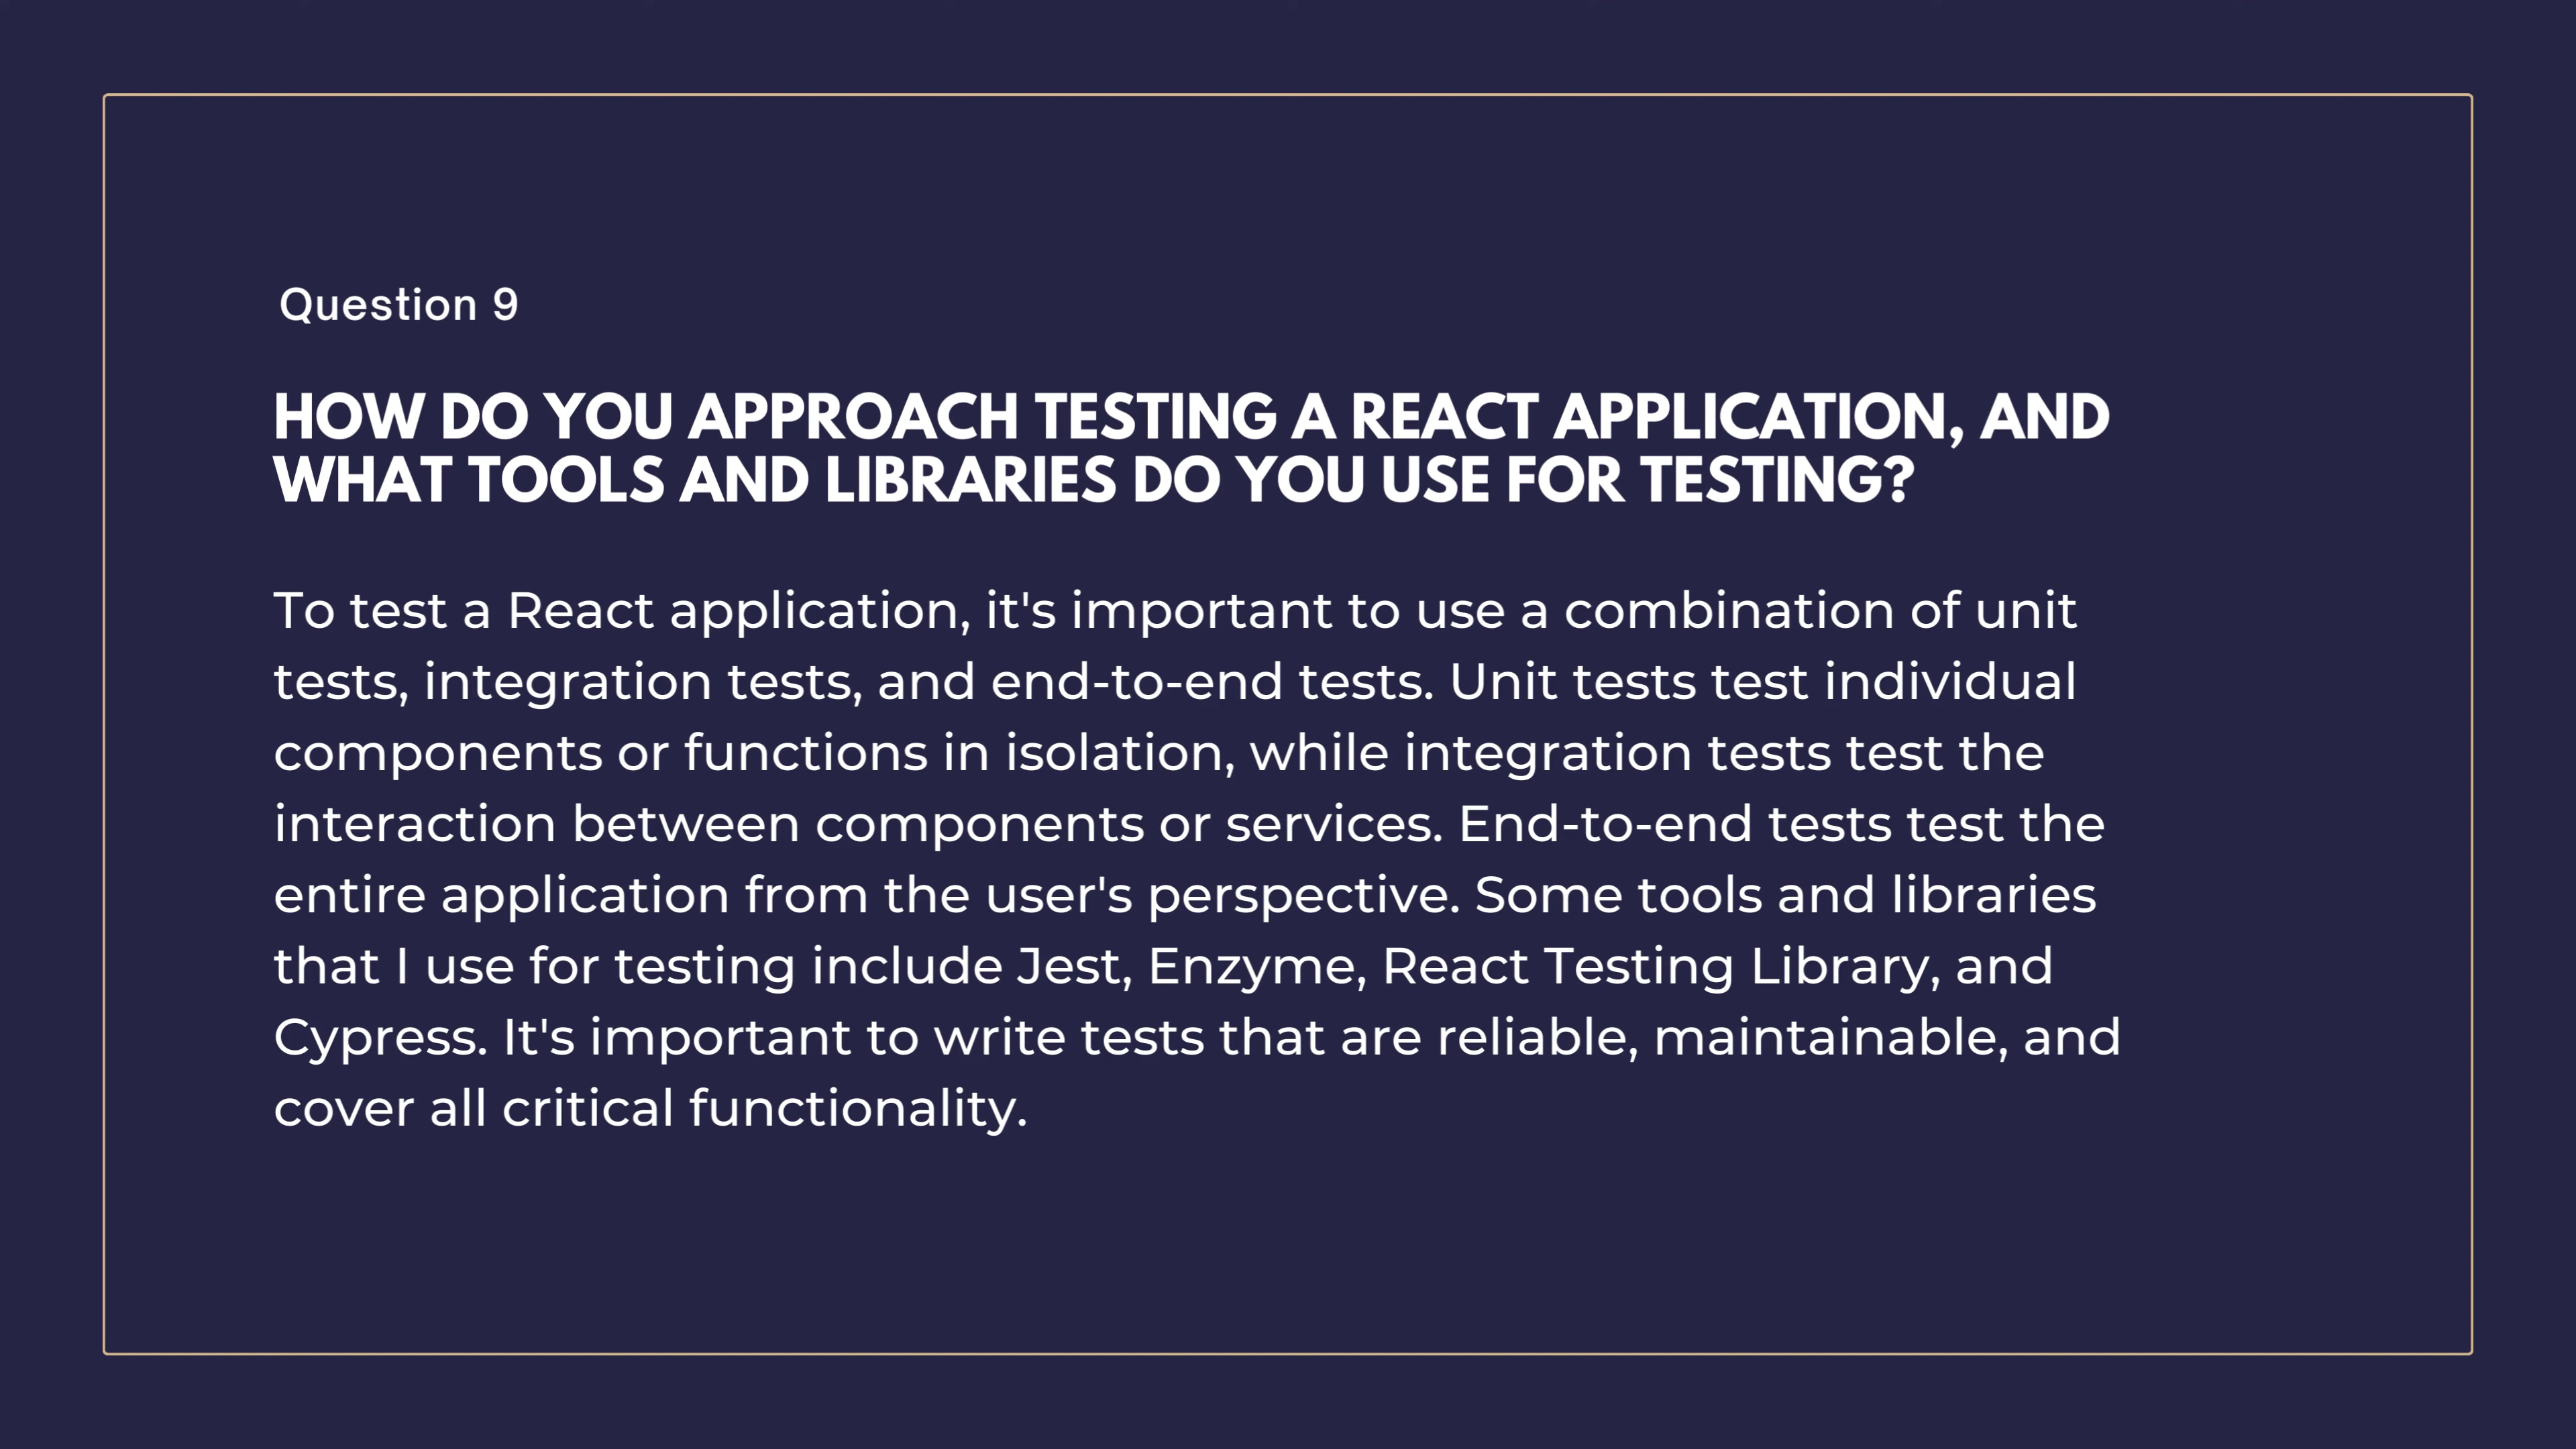 Question 9
HOW DO YOU APPROACH TESTING A REACT APPLICATION, AND
WHAT TOOLS AND LIBRARIES DO YOU USE FOR TESTING?
To test a React application, it's important to use a combination of unit
tests, integration tests, and end-to-end tests. Unit tests test individual
components or functions in isolation, while integration tests test the
interaction between components or services. End-to-end tests test the
entire application from the user's perspective. Some tools and libraries
that I use for testing include Jest, Enzyme, React Testing Library, and
Cypress. It's important to write tests that are reliable, maintainable, and
cover all critical functionality.